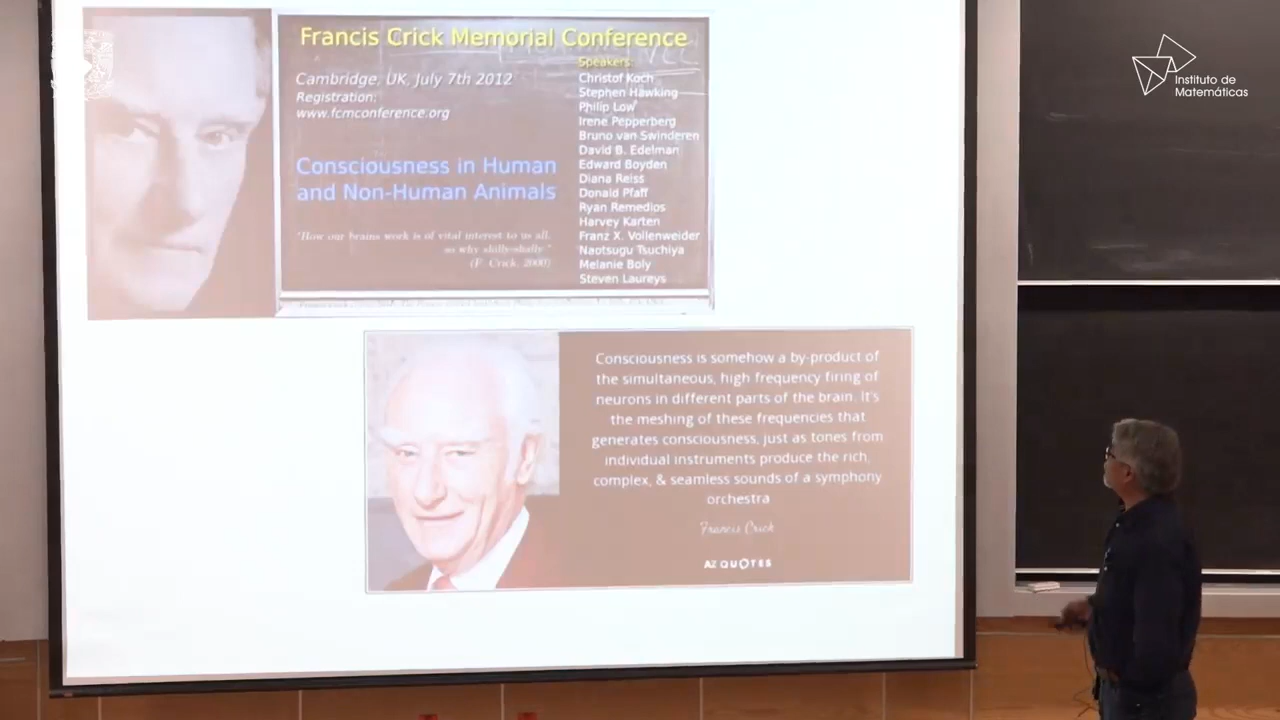 Francis Crick Memorial Conference
Cambridge, UK, July 7th 2012
Registration:
www.fcmconference.org
Consciousness in Human
and Non-Human Animals
"How our brains work is of vital interest to us all,
so why shilly-shally."
(F. Crick, 2000)
Speakers:
Christof Koch
Stephen Hawking
Philip Low
Irene Pepperberg
Bruno van Swinderen
David B. Edelman
Edward Boyden
Diana Reiss
Donald Pfaff
Ryan Remedios
Harvey Karten
Franz X. Vollenweider
Naotsugu Tsuchiya
Melanie Boly
Steven Laureys
Consciousness is somehow a by-product of
the simultaneous, high frequency firing of
neurons in different parts of the brain. It's
the meshing of these frequencies that
generates consciousness, just as tones from
individual instruments produce the rich,
complex, & seamless sounds of a symphony
orchestra
Francis Crick
AZ QUOTES
Instituto de
Matemáticas